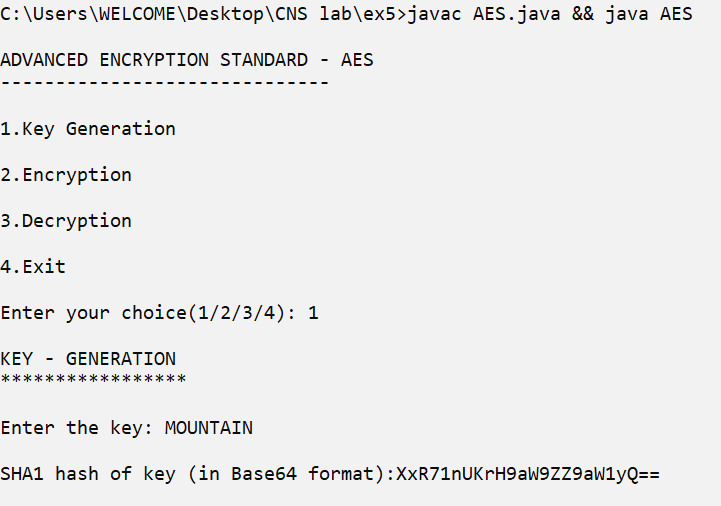 C:\Users\WELCOME\Desktop\CNS lab\ex5>javac AES.java && java AES
ADVANCED ENCRYPTION STANDARD - AES
------------------------------
1.Key Generation
2.Encryption
3.Decryption
4.Exit
Enter your choice(1/2/3/4): 1
KEY - GENERATION
*****************
Enter the key: MOUNTAIN
SHA1 hash of key (in Base64 format):XxR71nUKrH9aW9ZZ9aW1yQ==